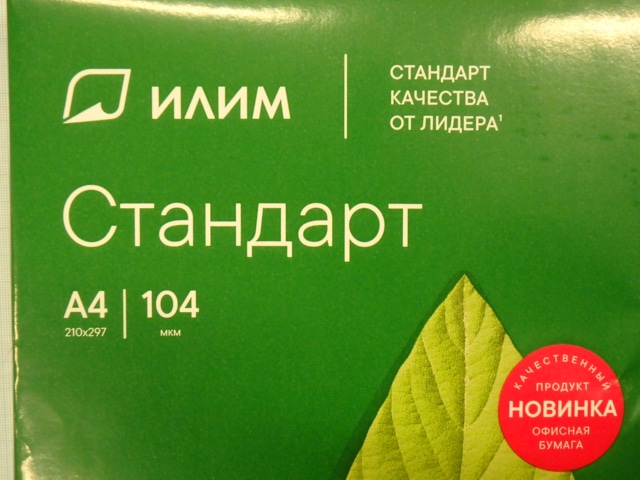 ИЛИМ
СТАНДАРТ
КАЧЕСТВА
ОТ ЛИДЕРА¹
Стандарт
А4 104
210x297 мкм
КАЧЕСТВЕННЫЙ
ПРОДУКТ
НОВИНКА
ОФИСНАЯ
БУМАГА